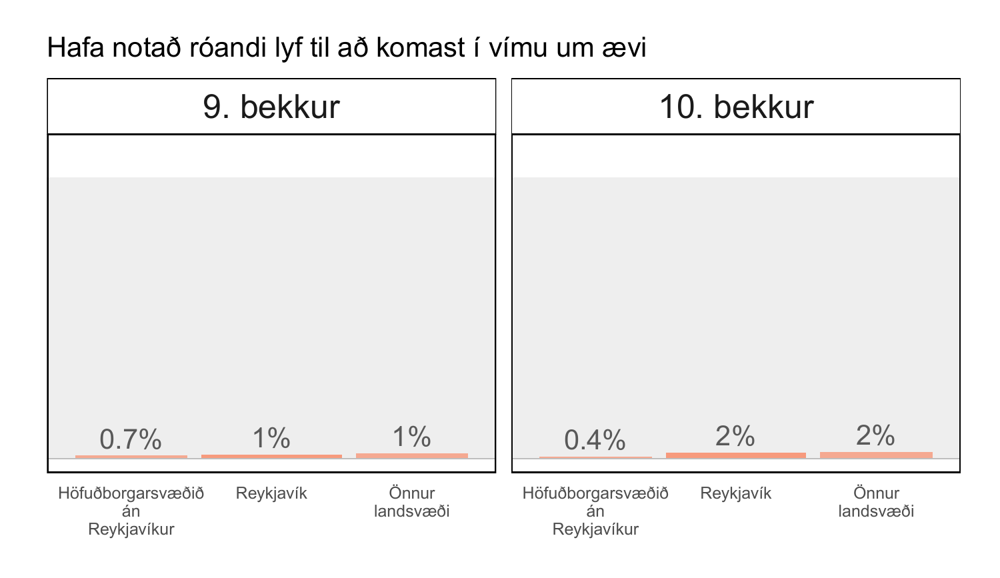 Hafa notað róandi lyf til að komast í vímu um ævi
9. bekkur
0.7%
1%
1%
Höfuðborgarsvæðið
án
Reykjavíkur
Reykjavík
Önnur
landsvæði
10. bekkur
0.4%
2%
2%
Höfuðborgarsvæðið
án
Reykjavíkur
Reykjavík
Önnur
landsvæði